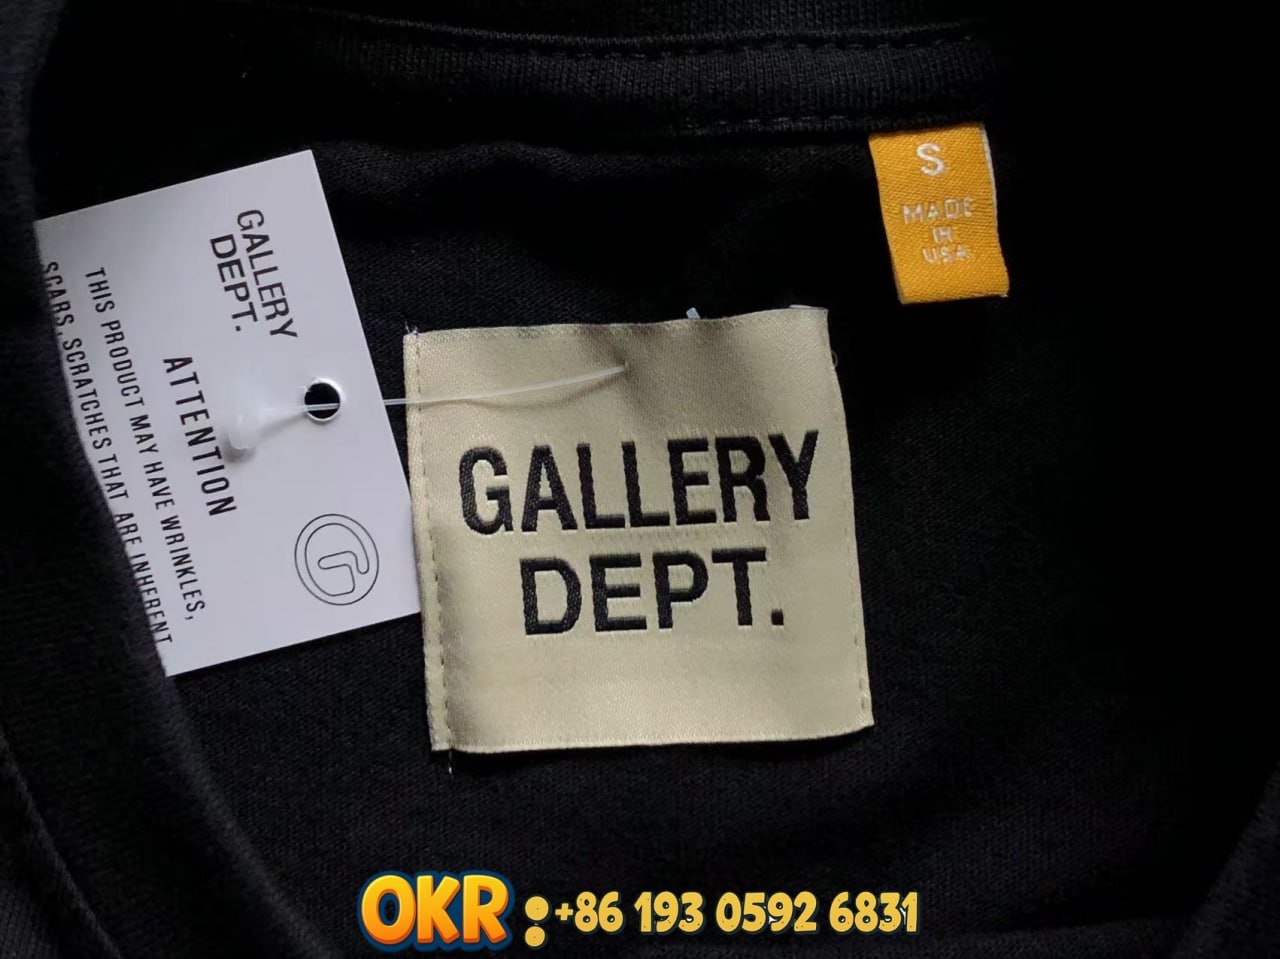 S
MADE
IN
USA
GALLERY
DEPT.
ATTENTION
THIS PRODUCT MAY HAVE WRINKLES,
SCARS, SCRATCHES THAT ARE INHERENT
G
GALLERY
DEPT.
OKR:+86 193 0592 6831